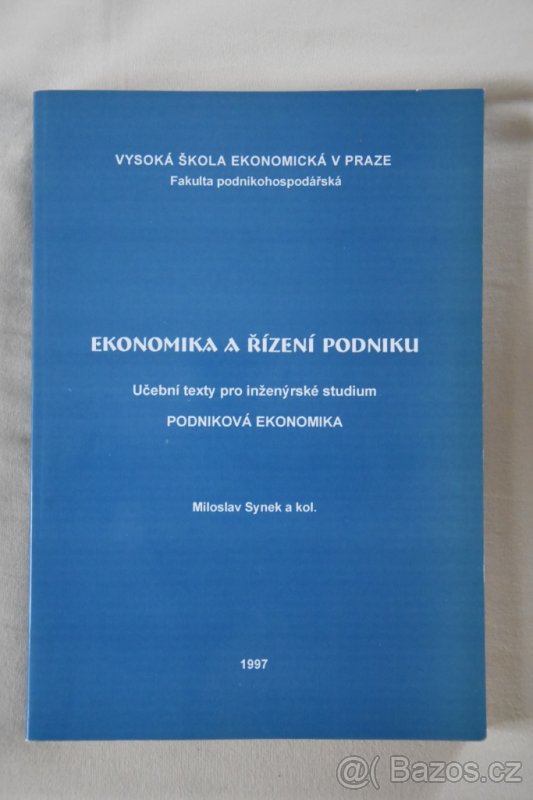 VYSOKÁ ŠKOLA EKONOMICKÁ V PRAZE
Fakulta podnikohospodářská
EKONOMIKA A ŘÍZENÍ PODNIKU
Učební texty pro inženýrské studium
PODNIKOVÁ EKONOMIKA
Miloslav Synek a kol.
1997
@( Bazos.cz